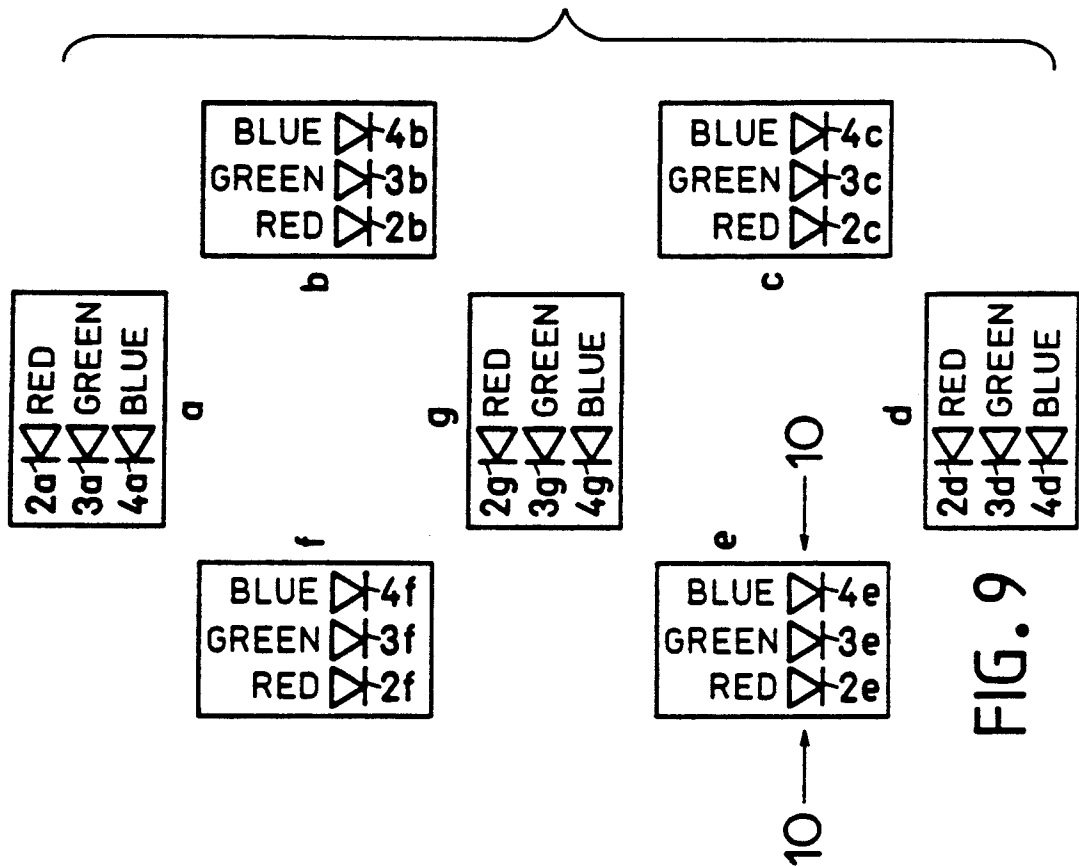 2a RED
3a GREEN
4a BLUE
a
BLUE 4f
GREEN 3f
RED 2f
f
BLUE 4b
GREEN 3b
RED 2b
b
g
2g RED
3g GREEN
4g BLUE
BLUE 4e
GREEN 3e
RED 2e
e
10
10
BLUE 4c
GREEN 3c
RED 2c
c
d
2d RED
3d GREEN
4d BLUE
FIG. 9